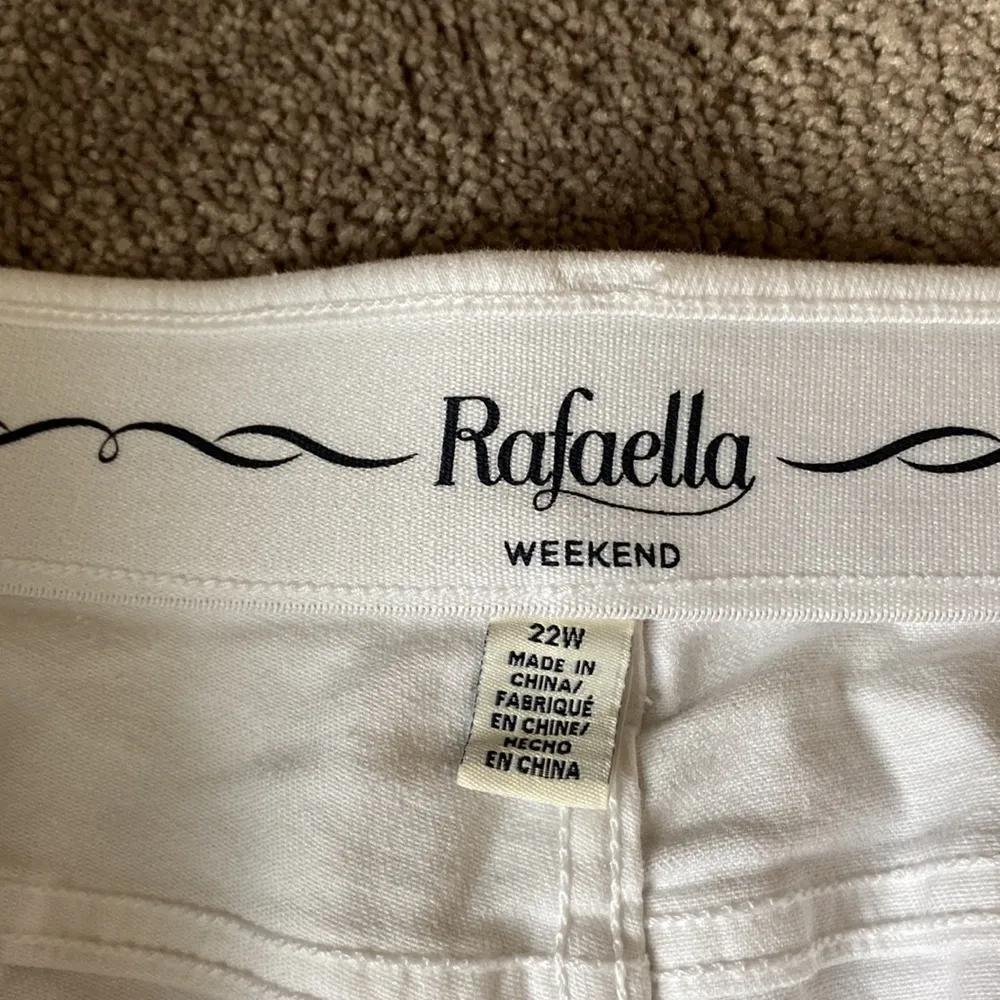 Rafaella
WEEKEND
22W
MADE IN
CHINA/
FABRIQUÉ
EN CHINE/
HECHO
EN CHINA